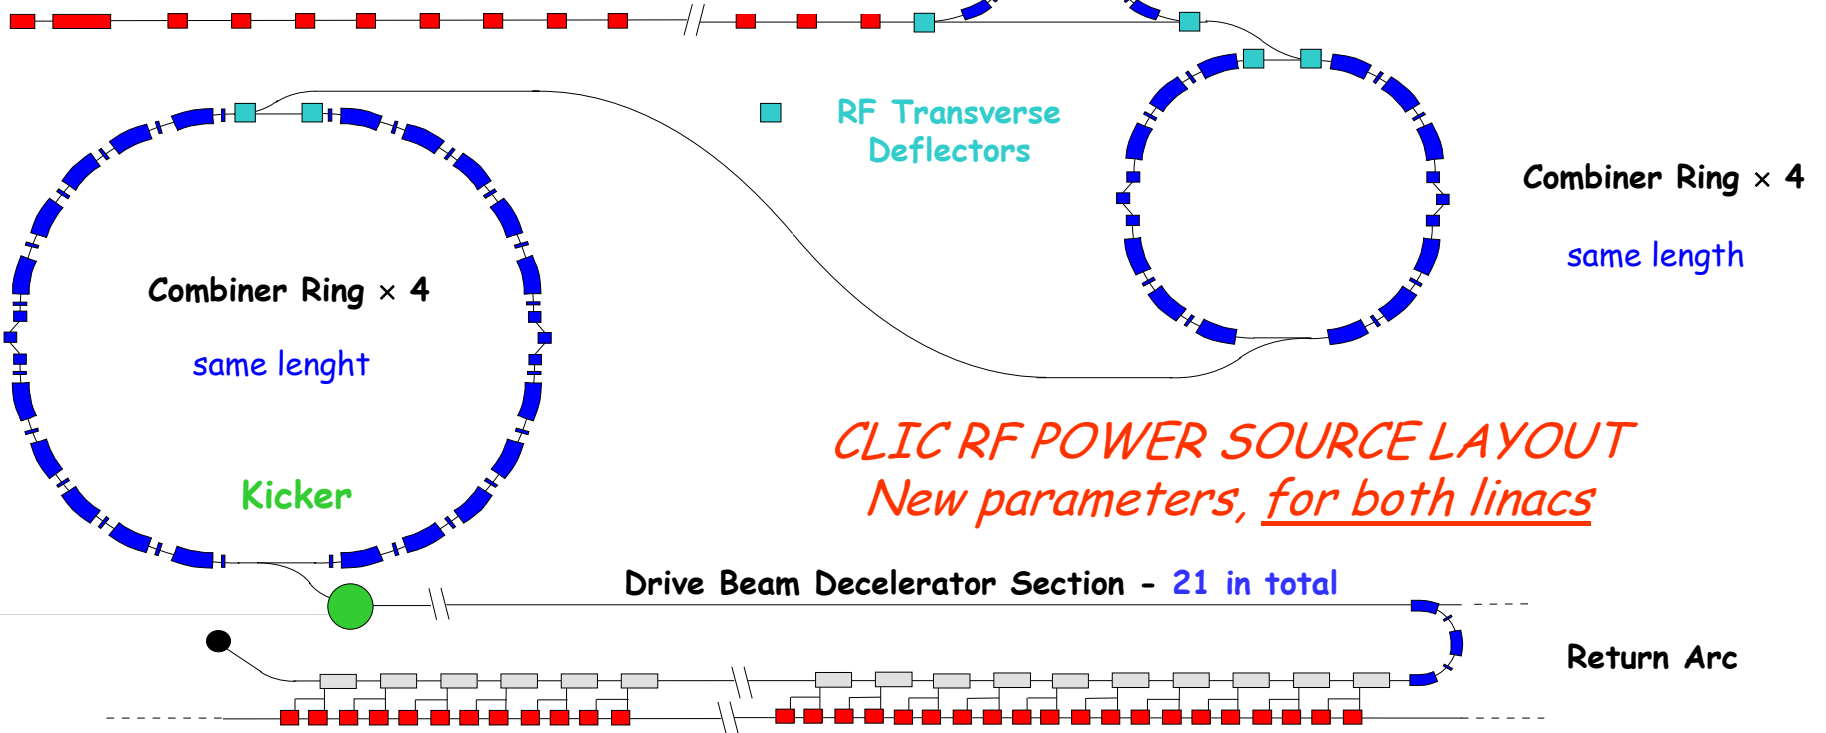 RF Transverse
Deflectors
Combiner Ring × 4
same length
Combiner Ring × 4
same lenght
CLIC RF POWER SOURCE LAYOUT
New parameters, for both linacs
Kicker
Drive Beam Decelerator Section - 21 in total
Return Arc